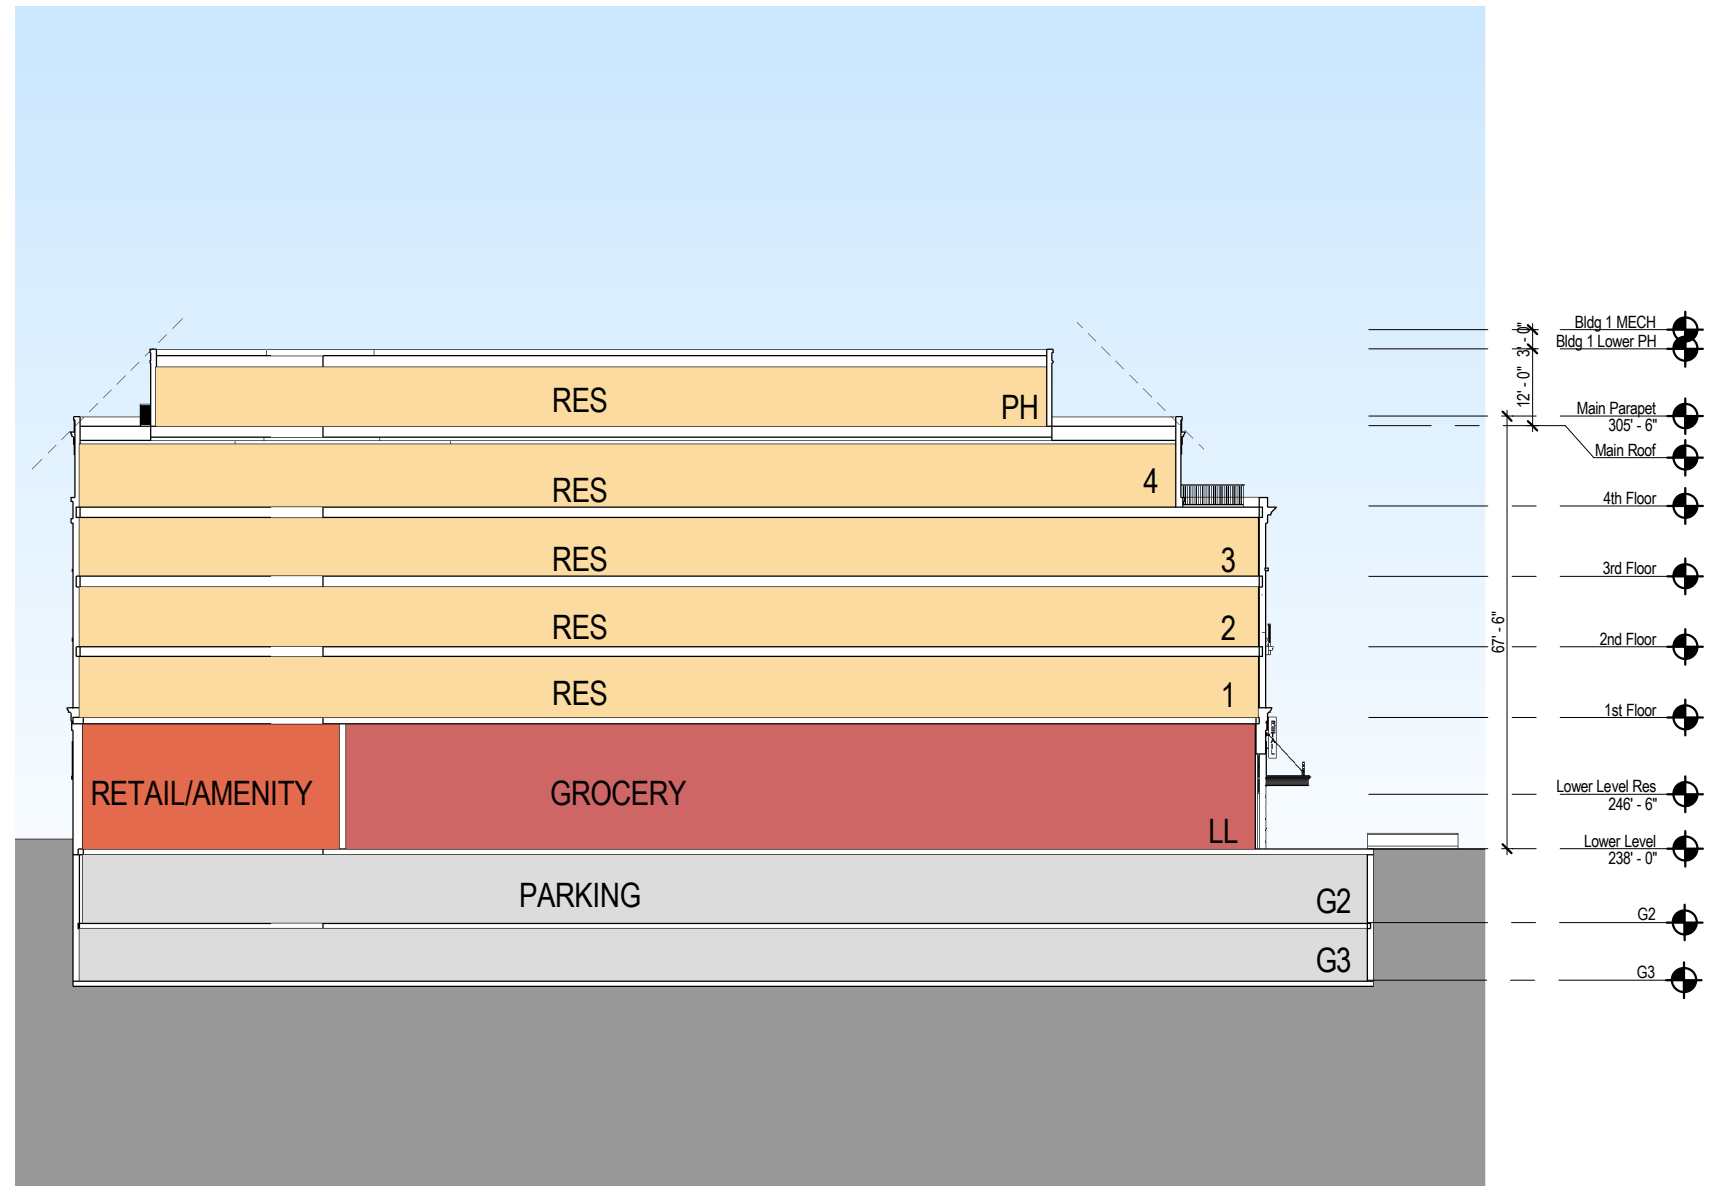 RES
PH
RES
4
RES
3
RES
2
RES
1
RETAIL/AMENITY
GROCERY
LL
PARKING
G2
G3
3' - 0"
12' - 0"
67' - 6"
Bldg 1 MECH
Bldg 1 Lower PH
Main Parapet
305' - 6"
Main Roof
4th Floor
3rd Floor
2nd Floor
1st Floor
Lower Level Res
246' - 6"
Lower Level
238' - 0"
G2
G3